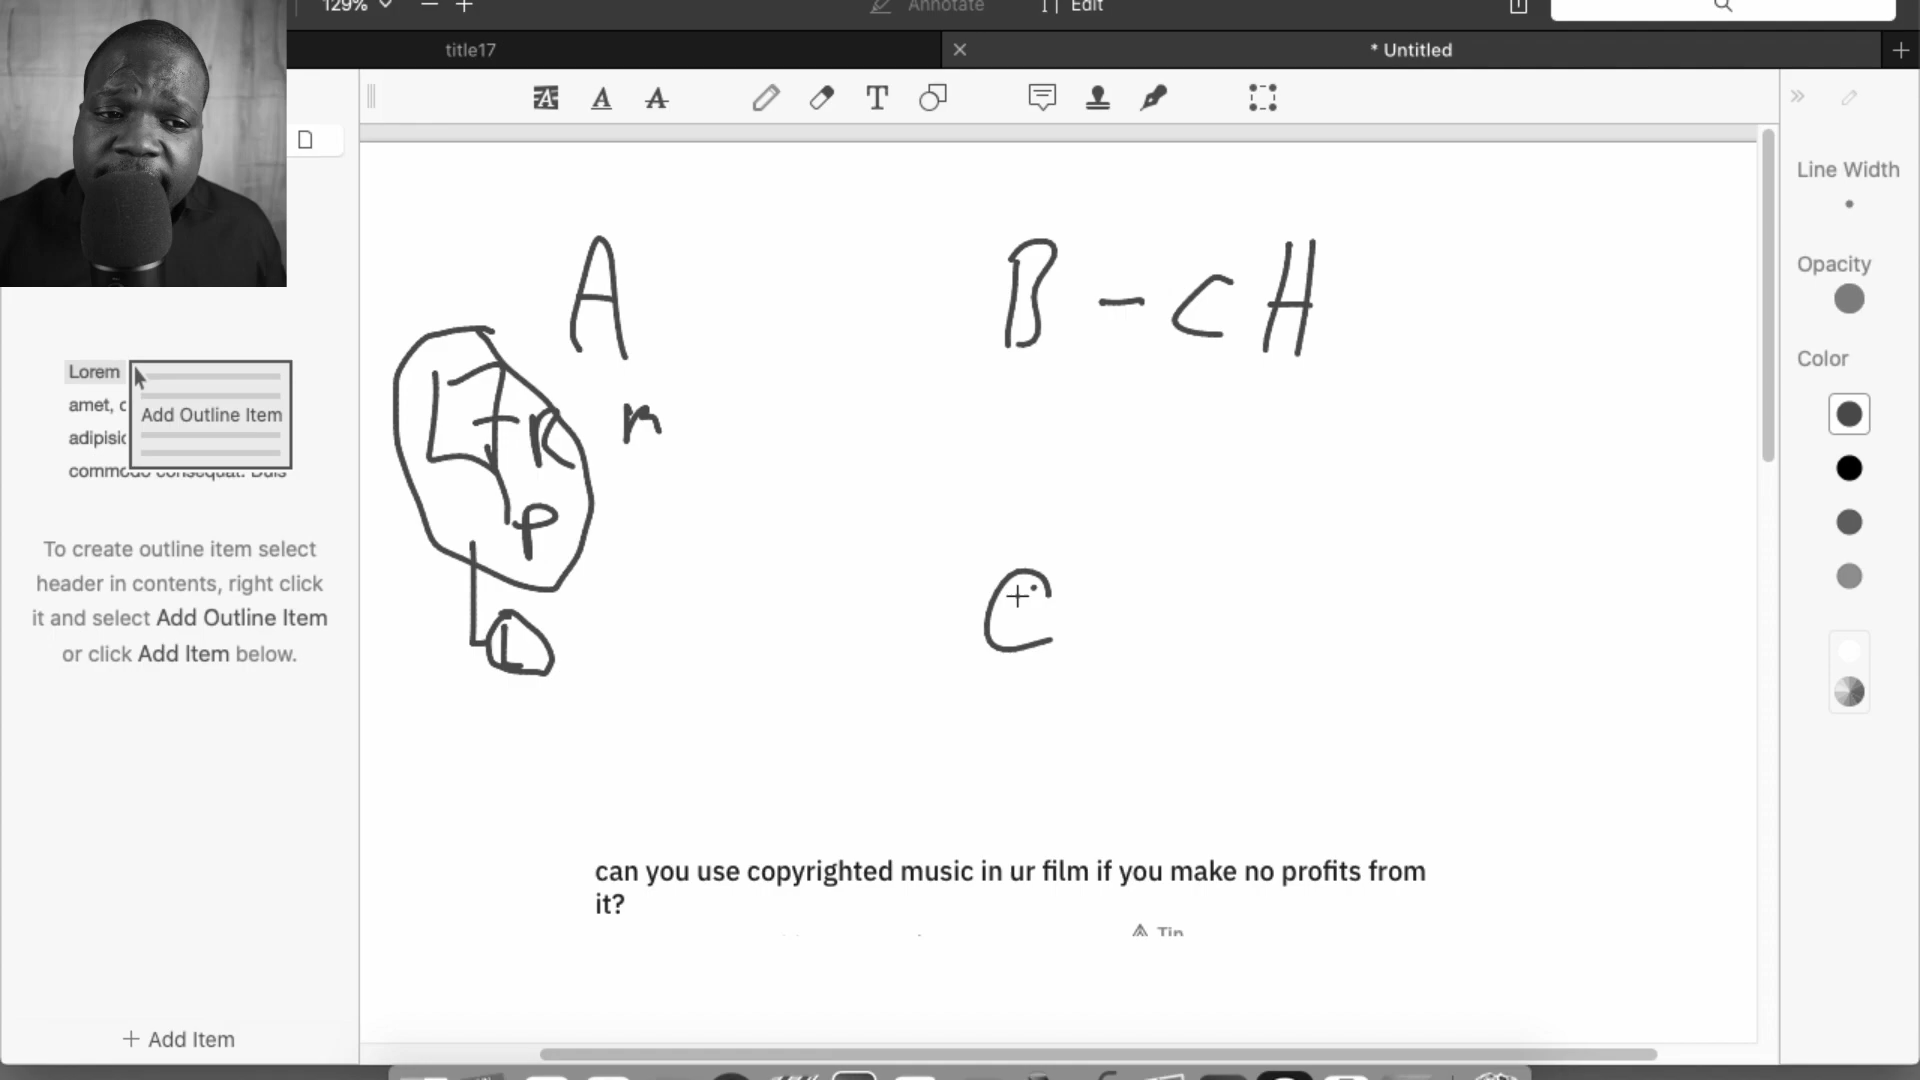 129%
Annotate
Edit
title17
* Untitled
T
Line Width
Opacity
Color
A
B - CH
m
R
P
L
C
Lorem
amet, c
Add Outline Item
adipisic
To create outline item select
header in contents, right click
it and select Add Outline Item
or click Add Item below.
can you use copyrighted music in ur film if you make no profits from
it?
Tip
+ Add Item